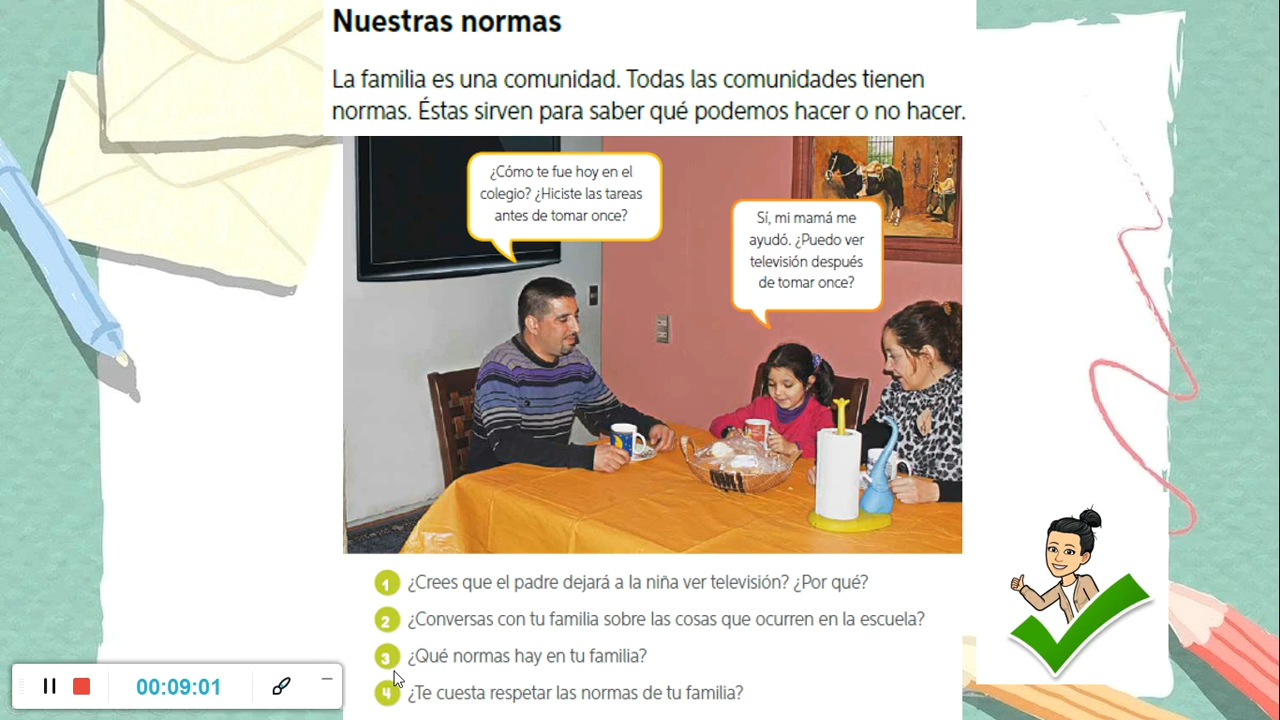 Nuestras normas
La familia es una comunidad. Todas las comunidades tienen
normas. Éstas sirven para saber qué podemos hacer o no hacer.
¿Cómo te fue hoy en el
colegio? ¿Hiciste las tareas
antes de tomar once?
Sí, mi mamá me
ayudó. ¿Puedo ver
televisión después
de tomar once?
1 ¿Crees que el padre dejará a la niña ver televisión? ¿Por qué?
2 ¿Conversas con tu familia sobre las cosas que ocurren en la escuela?
3 ¿Qué normas hay en tu familia?
4 ¿Te cuesta respetar las normas de tu familia?
00:09:01